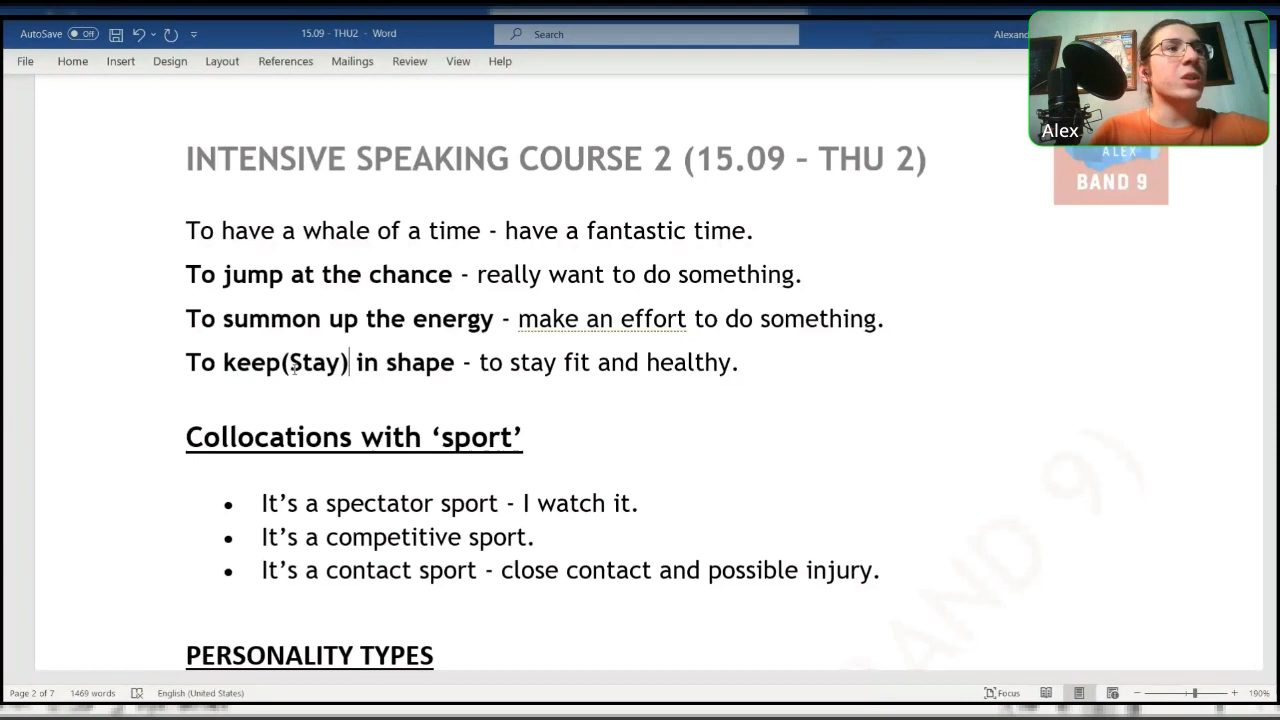 AutoSave Off 15.09 - THU2 - Word Search Alexand
File Home Insert Design Layout References Mailings Review View Help
Alex
ALEX
BAND 9
INTENSIVE SPEAKING COURSE 2 (15.09 – THU 2)
To have a whale of a time - have a fantastic time.
To jump at the chance - really want to do something.
To summon up the energy - make an effort to do something.
To keep(Stay) in shape - to stay fit and healthy.
Collocations with ‘sport’
• It’s a spectator sport - I watch it.
• It’s a competitive sport.
• It’s a contact sport - close contact and possible injury.
BAND 9)
PERSONALITY TYPES
Page 2 of 7 1469 words English (United States) Focus 190%